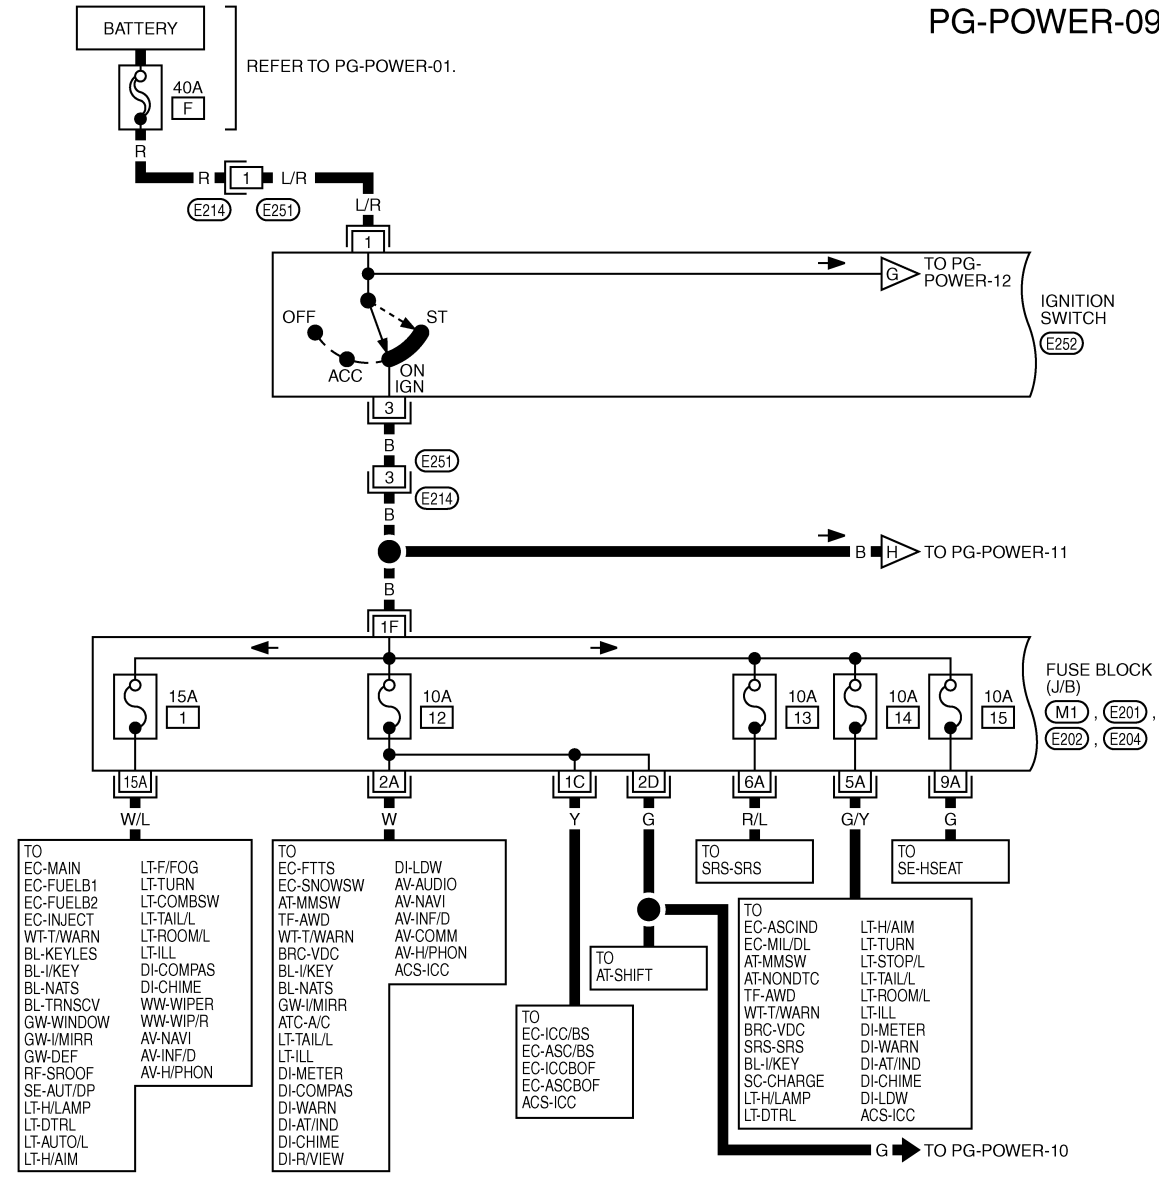 PG-POWER-09
BATTERY
REFER TO PG-POWER-01.
40A
F
R
R
1
L/R
E214
E251
L/R
1
G
TO PG-
POWER-12
OFF
ST
ACC
ON
IGN
IGNITION
SWITCH
E252
3
B
E251
3
E214
B
B
H
TO PG-POWER-11
B
1F
15A
1
10A
12
10A
13
10A
14
10A
15
FUSE BLOCK
(J/B)
M1 , E201 ,
E202 , E204
15A
2A
1C
2D
6A
5A
9A
W/L
W
Y
G
R/L
G/Y
G
TO
EC-MAIN
EC-FUELB1
EC-FUELB2
EC-INJECT
WT-T/WARN
BL-KEYLES
BL-I/KEY
BL-NATS
BL-TRNSCV
GW-WINDOW
GW-I/MIRR
GW-DEF
RF-SROOF
SE-AUT/DP
LT-H/LAMP
LT-DTRL
LT-AUTO/L
LT-H/AIM
LT-F/FOG
LT-TURN
LT-COMBSW
LT-TAIL/L
LT-ROOM/L
LT-ILL
DI-COMPAS
DI-CHIME
WW-WIPER
WW-WIP/R
AV-NAVI
AV-INF/D
AV-H/PHON
TO
EC-FTTS
EC-SNOWSW
AT-MMSW
TF-AWD
WT-T/WARN
BRC-VDC
BL-I/KEY
BL-NATS
GW-I/MIRR
ATC-A/C
LT-TAIL/L
LT-ILL
DI-METER
DI-COMPAS
DI-WARN
DI-AT/IND
DI-CHIME
DI-R/VIEW
DI-LDW
AV-AUDIO
AV-NAVI
AV-INF/D
AV-COMM
AV-H/PHON
ACS-ICC
TO
EC-ICC/BS
EC-ASC/BS
EC-ICCBOF
EC-ASCBOF
ACS-ICC
TO
AT-SHIFT
TO
SRS-SRS
TO
EC-ASCIND
EC-MIL/DL
AT-MMSW
AT-NONDTC
TF-AWD
WT-T/WARN
BRC-VDC
SRS-SRS
BL-I/KEY
SC-CHARGE
LT-H/LAMP
LT-DTRL
LT-H/AIM
LT-TURN
LT-STOP/L
LT-TAIL/L
LT-ROOM/L
LT-ILL
DI-METER
DI-WARN
DI-AT/IND
DI-CHIME
DI-LDW
ACS-ICC
TO
SE-HSEAT
G
TO PG-POWER-10